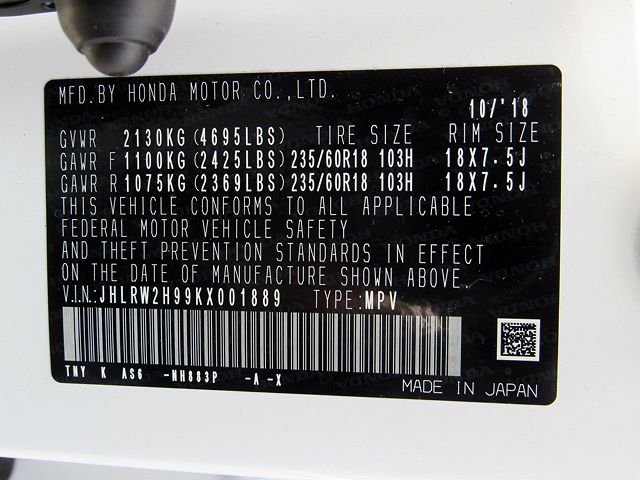 MFD.BY HONDA MOTOR CO.,LTD.
10/'18
GVWR 2130KG(4695LBS) TIRE SIZE RIM SIZE
GAWR F 1100KG(2425LBS) 235/60R18 103H 18X7.5J
GAWR R 1075KG(2369LBS) 235/60R18 103H 18X7.5J
THIS VEHICLE CONFORMS TO ALL APPLICABLE
FEDERAL MOTOR VEHICLE SAFETY
AND THEFT PREVENTION STANDARDS IN EFFECT
ON THE DATE OF MANUFACTURE SHOWN ABOVE.
V.I.N:JHLRW2H99KX001889 TYPE:MPV
TNY K AS6 -NH883P -A -X
MADE IN JAPAN